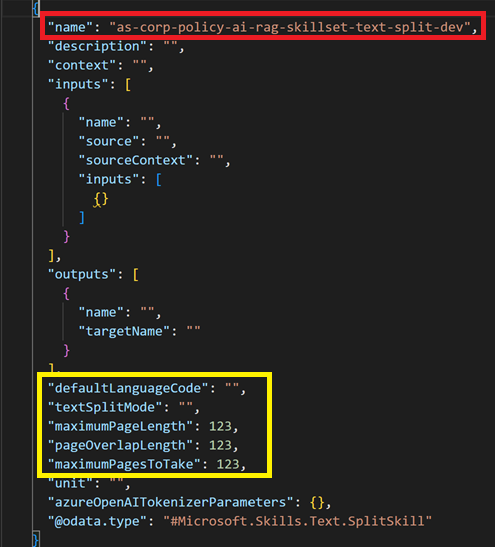 {
"name": "as-corp-policy-ai-rag-skillset-text-split-dev",
"description": "",
"context": "",
"inputs": [
{
"name": "",
"source": "",
"sourceContext": "",
"inputs": [
{}
]
}
],
"outputs": [
{
"name": "",
"targetName": ""
}
],
"defaultLanguageCode": "",
"textSplitMode": "",
"maximumPageLength": 123,
"pageOverlapLength": 123,
"maximumPagesToTake": 123,
"unit": "",
"azureOpenAITokenizerParameters": {},
"@odata.type": "#Microsoft.Skills.Text.SplitSkill"
}